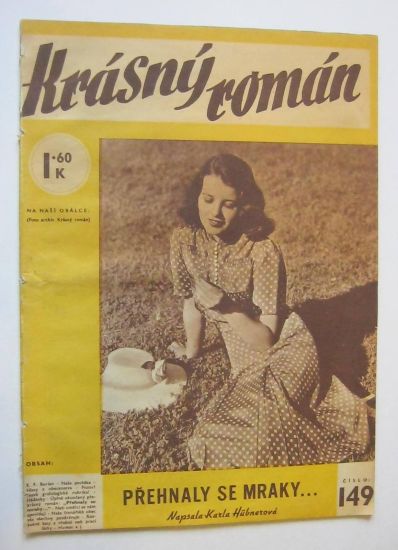 Krásný román
1·60
K
NA NAŠÍ OBÁLCE:
(Foto archiv Krásný román)
OBSAH:
PŘEHNALY SE MRAKY...
Napsala Karla Hübnerová
ČÍSLO:
149